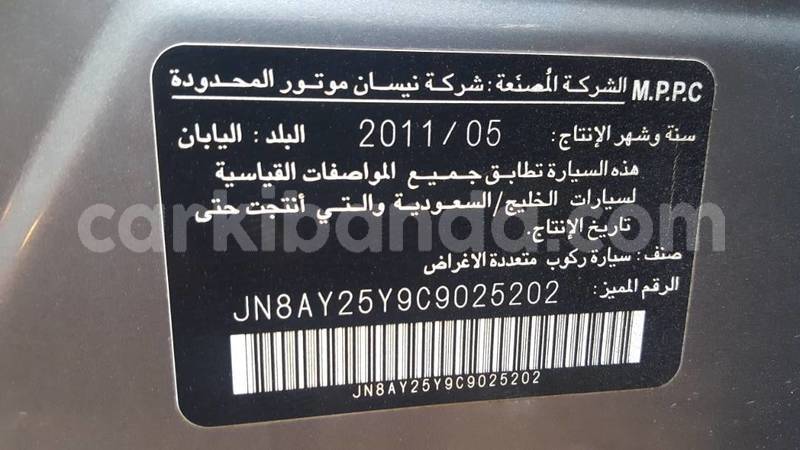 M.P.P.C الشركة المُصنَعة : شركة نيسان موتور المحدودة
سنة وشهر الإنتاج: 2011/05 البلد : اليابان
هذه السيارة تطابق جميع المواصفات القياسية
لسيارات الخليج/السعودية والتي أنتجت حتى
تاريخ الإنتاج.
صنف: سيارة ركوب متعددة الاغراض
الرقم المميز: JN8AY25Y9C9025202
JN8AY25Y9C9025202
carkibanda.com